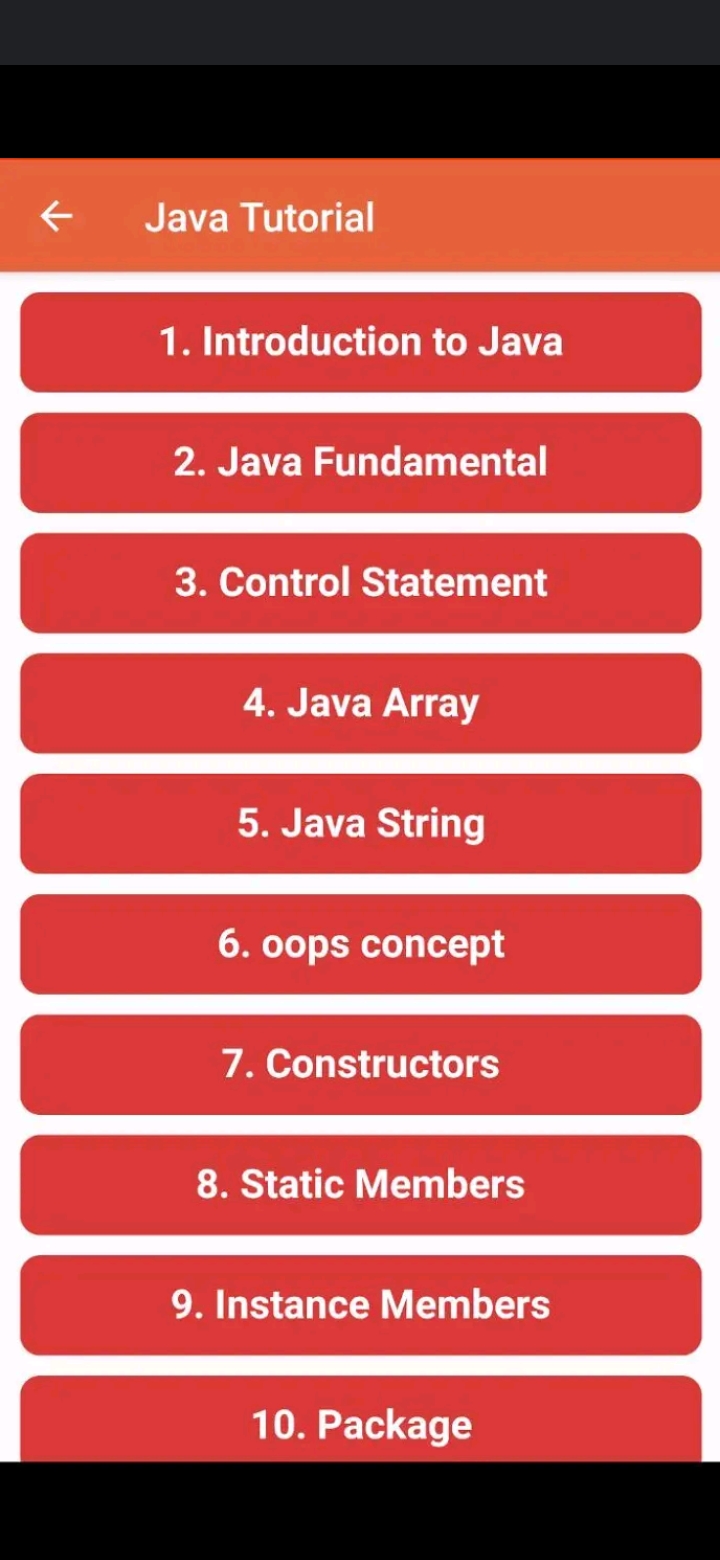 Java Tutorial
1. Introduction to Java
2. Java Fundamental
3. Control Statement
4. Java Array
5. Java String
6. oops concept
7. Constructors
8. Static Members
9. Instance Members
10. Package